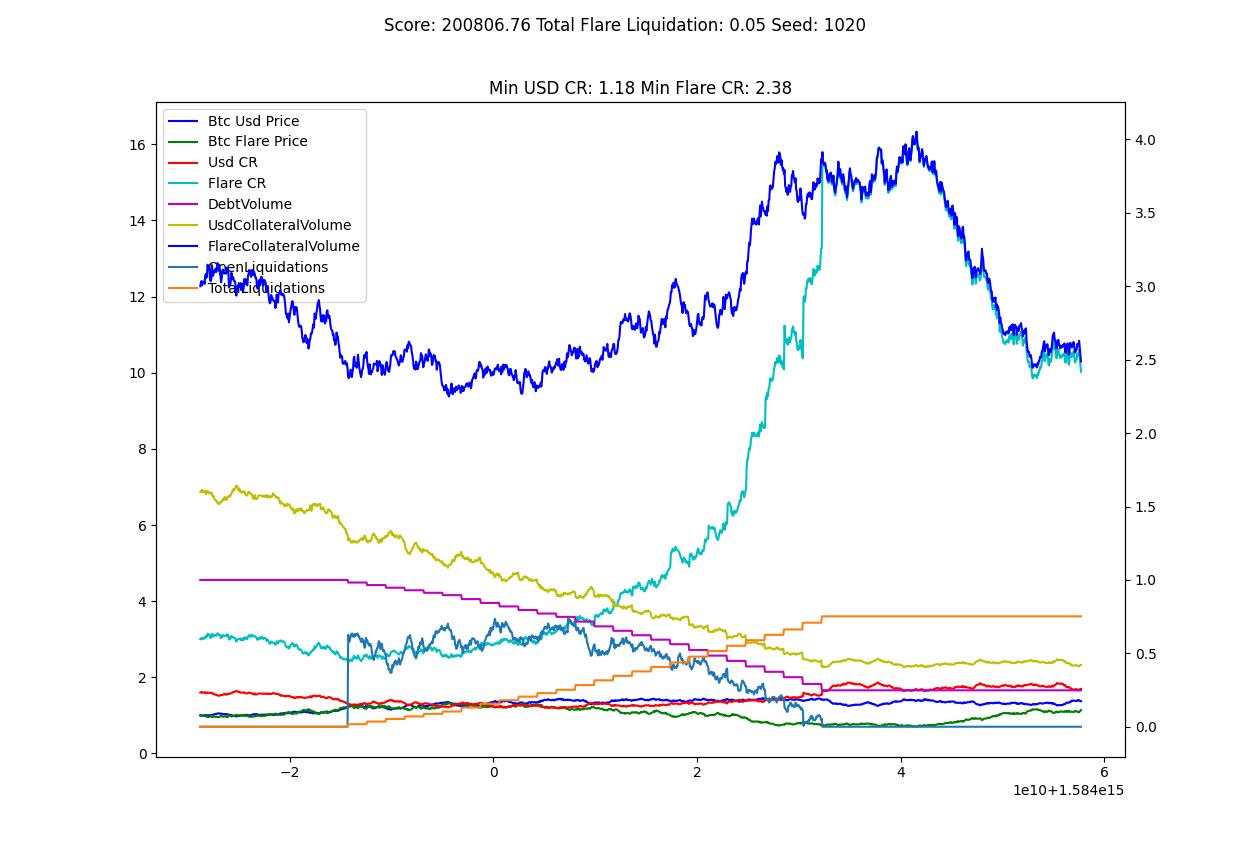 Score: 200806.76 Total Flare Liquidation: 0.05 Seed: 1020
Min USD CR: 1.18 Min Flare CR: 2.38
Btc Usd Price
Btc Flare Price
Usd CR
Flare CR
DebtVolume
UsdCollateralVolume
FlareCollateralVolume
OpenLiquidations
TotalLiquidations
16
14
12
10
8
6
4
2
0
4.0
3.5
3.0
2.5
2.0
1.5
1.0
0.5
0.0
−2
0
2
4
6
1e10+1.584e15